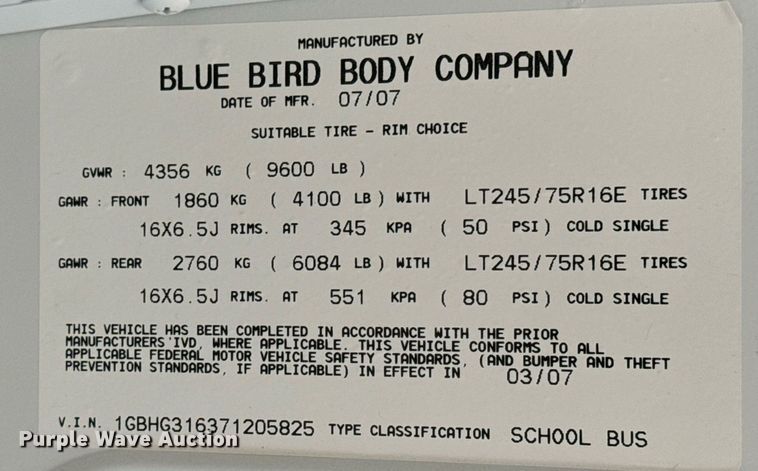 MANUFACTURED BY
BLUE BIRD BODY COMPANY
DATE OF MFR. 07/07
SUITABLE TIRE - RIM CHOICE
GVWR : 4356 KG ( 9600 LB )
GAWR : FRONT 1860 KG ( 4100 LB ) WITH LT245/75R16E TIRES
16X6.5J RIMS. AT 345 KPA ( 50 PSI ) COLD SINGLE
GAWR : REAR 2760 KG ( 6084 LB ) WITH LT245/75R16E TIRES
16X6.5J RIMS. AT 551 KPA ( 80 PSI ) COLD SINGLE
THIS VEHICLE HAS BEEN COMPLETED IN ACCORDANCE WITH THE PRIOR
MANUFACTURERS'IVD, WHERE APPLICABLE. THIS VEHICLE CONFORMS TO ALL
APPLICABLE FEDERAL MOTOR VEHICLE SAFETY STANDARDS, (AND BUMPER AND THEFT
PREVENTION STANDARDS, IF APPLICABLE) IN EFFECT IN 03/07
V.I.N. 1GBHG316371205825 TYPE CLASSIFICATION SCHOOL BUS
Purple Wave Auction